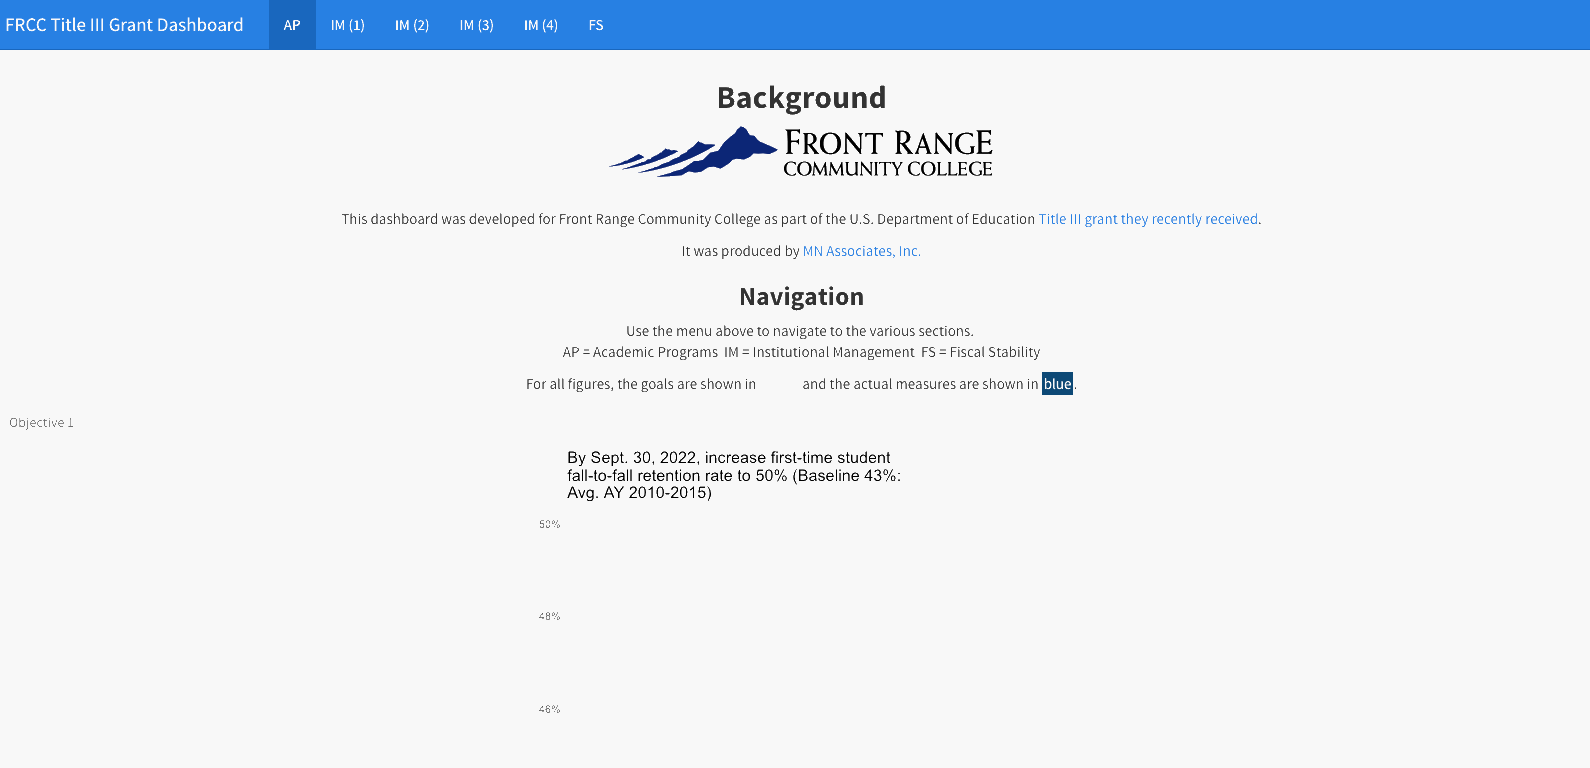 FRCC Title III Grant Dashboard AP IM (1) IM (2) IM (3) IM (4) FS
Background
FRONT RANGE
COMMUNITY COLLEGE
This dashboard was developed for Front Range Community College as part of the U.S. Department of Education Title III grant they recently received.
It was produced by MN Associates, Inc.
Navigation
Use the menu above to navigate to the various sections.
AP = Academic Programs IM = Institutional Management FS = Fiscal Stability
For all figures, the goals are shown in and the actual measures are shown in blue.
Objective 1
By Sept. 30, 2022, increase first-time student
fall-to-fall retention rate to 50% (Baseline 43%:
Avg. AY 2010-2015)
50%
48%
46%